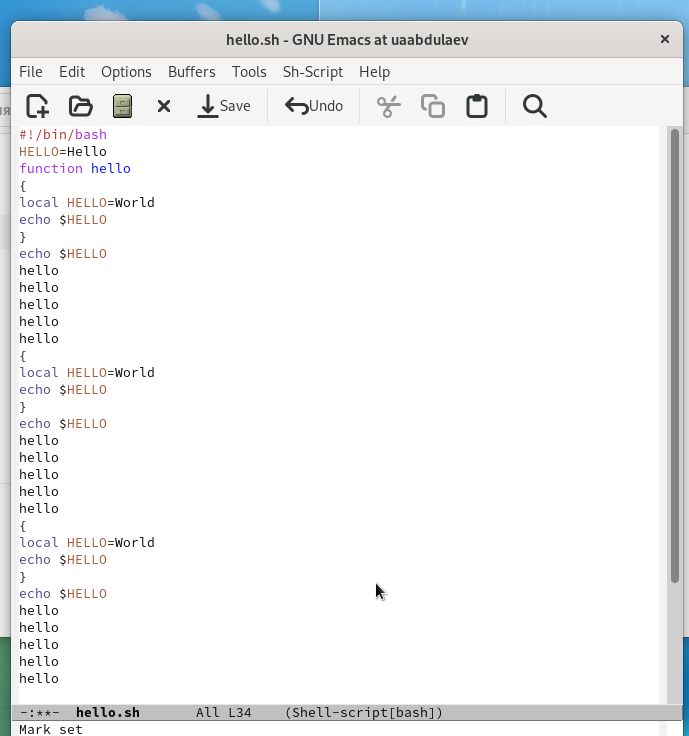 hello.sh - GNU Emacs at uaabdulaev ×
File Edit Options Buffers Tools Sh-Script Help
Save Undo
#!/bin/bash
HELLO=Hello
function hello
{
local HELLO=World
echo $HELLO
}
echo $HELLO
hello
hello
hello
hello
hello
{
local HELLO=World
echo $HELLO
}
echo $HELLO
hello
hello
hello
hello
hello
{
local HELLO=World
echo $HELLO
}
echo $HELLO
hello
hello
hello
hello
hello
-:**- hello.sh All L34 (Shell-script[bash])
Mark set